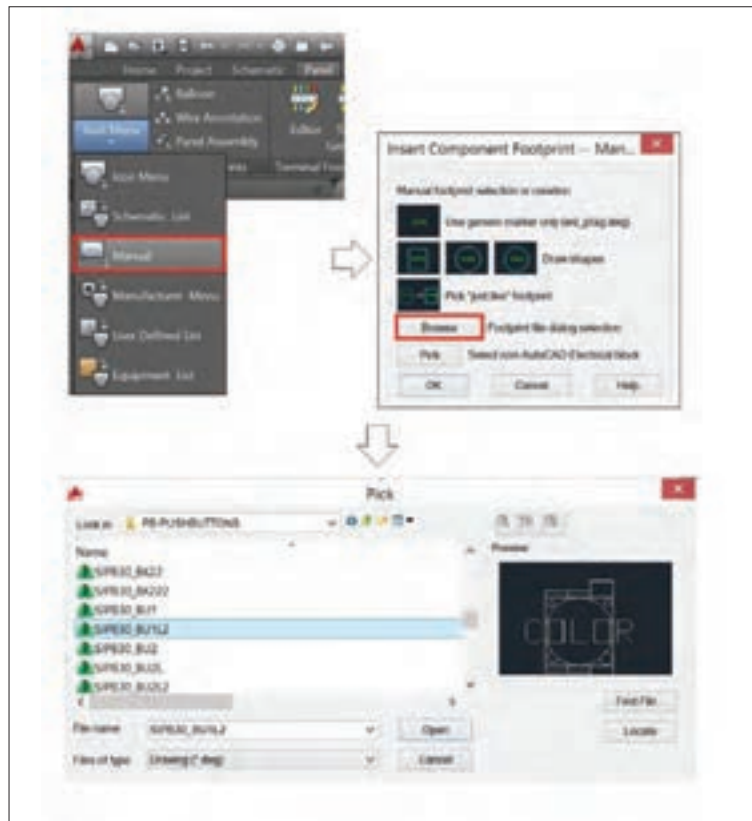 Home Project Schematic Panel
Icon Menu
Balloon
Wire Annotation
Panel Assembly
Editor
Icon Menu
Schematic List
Manual
Manufacturer Menu
User Defined List
Equipment List
Insert Component Footprint -- Man...
Manual footprint selection or creation
Use generic marker only
Draw shapes
Pick "just like" footprint
Browse
Footprint file dialog selection
Pick
Select non-AutoCAD Electrical block
OK
Cancel
Help
Pick
Look in:
PB-PUSHBUTTONS
Name
Preview
COLOR
Find File
Locate
File name
Open
Files of type
Drawing (*.dwg)
Cancel